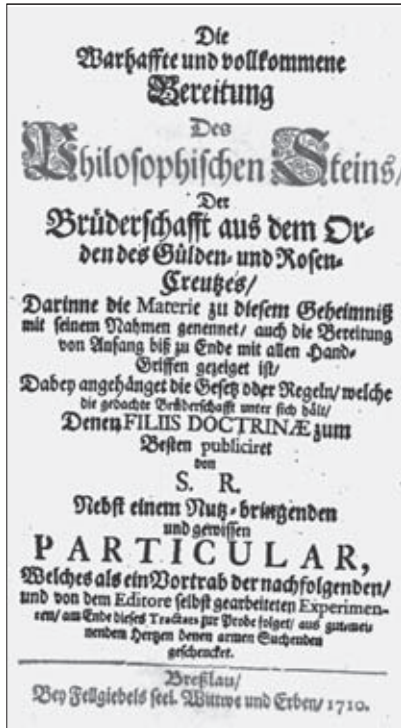 Die
Warhaffte und vollkommene
Bereitung
Des
Philosophischen Steins/
Der
Brüderschafft aus dem Or-
den des Gülden- und Rosen-
Creutzes/
Darinne die Materie zu diesem Geheimniß
mit seinem Nahmen genennet/ auch die Bereitung
von Anfang biß zu Ende mit allen Hand-
Griffen gezeiget ist/
Dabey angehänget die Gesetz oder Regeln/ welche
die gedachte Brüderschafft unter sich hält/
Denen FILIIS DOCTRINÆ zum
Besten publiciret
von
S. R.
Nebst einem Nutz-bringenden
und gewissen
PARTICULAR,
Welches als ein Vortrab der nachfolgenden/
und von dem Editore selbst gearbeiteten Experimen-
ten/ am Ende dieses Tractats zur Probe folget/ aus gutmei-
nendem Hertzen denen armen Suchenden
geschencket.
Breßlau/
Bey Fellgiebels seel. Wittwe und Erben/ 1710.